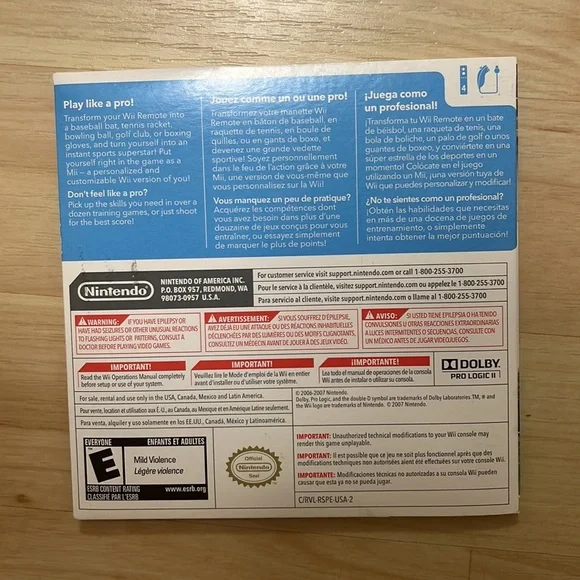 Play like a pro!
Transform your Wii Remote into
a baseball bat, tennis racket,
bowling ball, golf club, or boxing
gloves, and turn yourself into an
instant sports superstar! Put
yourself right in the game as a
Mii – a personalized and
customizable Wii version of you!
Don't feel like a pro?
Pick up the skills you need in over a
dozen training games, or just shoot
for the best score!
Jouez comme un ou une pro!
Transformez votre manette Wii
Remote en bâton de baseball, en
raquette de tennis, en boule de
quilles, ou en gants de boxe, et
devenez une grande vedette
sportive! Soyez personnellement
dans le feu de l'action grâce à votre
Mii, une version de vous-même que
vous personnalisez sur la Wii!
Vous manquez un peu de pratique?
Acquérez les compétences dont
vous avez besoin dans plus d'une
douzaine de jeux conçus pour vous
entraîner, ou essayez simplement
de marquer le plus de points!
¡Juega como
un profesional!
¡Transforma tu Wii Remote en un bate
de béisbol, una raqueta de tenis, una
bola de boliche, un palo de golf o unos
guantes de boxeo, y conviértete en una
súper estrella de los deportes en un
momento! Colócate en el juego
utilizando un Mii, ¡una versión tuya de
Wii que puedes personalizar y modificar!
¿No te sientes como un profesional?
¡Obtén las habilidades que necesitas
en más de una docena de juegos de
entrenamiento, o simplemente
intenta obtener la mejor puntuación!
4
Nintendo
NINTENDO OF AMERICA INC.
P.O. BOX 957, REDMOND, WA
98073-0957 U.S.A.
For customer service visit support.nintendo.com or call 1-800-255-3700
Pour le service à la clientèle, visitez support.nintendo.com ou appelez le 1-800-255-3700
Para servicio al cliente, visite support.nintendo.com o llame al 1-800-255-3700
WARNING: IF YOU HAVE EPILEPSY OR
HAVE HAD SEIZURES OR OTHER UNUSUAL REACTIONS
TO FLASHING LIGHTS OR PATTERNS, CONSULT A
DOCTOR BEFORE PLAYING VIDEO GAMES.
AVERTISSEMENT: SI VOUS SOUFFREZ D'ÉPILEPSIE,
AVEZ DÉJÀ EU UNE ATTAQUE OU DES RÉACTIONS INHABITUELLES
DÉCLENCHÉES PAR DES LUMIÈRES OU DES MOTIFS CLIGNOTANTS,
CONSULTEZ UN MÉDECIN AVANT DE JOUER À DES JEUX VIDÉO.
AVISO: SI USTED TIENE EPILEPSIA O HA TENIDO
CONVULSIONES U OTRAS REACCIONES EXTRAORDINARIAS
A LUCES INTERMITENTES O SECUENCIAS, CONSULTE CON
UN MÉDICO ANTES DE JUGAR VIDEOJUEGOS.
IMPORTANT!
Read the Wii Operations Manual completely
before setup or use of your system.
IMPORTANT!
Veuillez lire le Mode d'emploi de la Wii en entier
avant d'installer ou d'utiliser votre système.
¡IMPORTANTE!
Lea todo el manual de operaciones de la consola
Wii antes de instalar o utilizar su consola.
DOLBY
PRO LOGIC II
For sale, rental and use only in the USA, Canada, Mexico and Latin America.
Pour vente, location et utilisation aux É.-U., au Canada, au Mexique et en Amérique Latine seulement.
Para venta, alquiler y uso solamente en los EE.UU., Canadá, México y Latinoamérica.
© 2006-2007 Nintendo.
Dolby, Pro Logic, and the double-D symbol are trademarks of Dolby Laboratories. TM, ® and
the Wii logo are trademarks of Nintendo. © 2007 Nintendo.
EVERYONE ENFANTS ET ADULTES
E
Mild Violence
Légère violence
ESRB CONTENT RATING www.esrb.org
CLASSIFIÉ PAR L'ESRB
Official
Nintendo
Seal
IMPORTANT: Unauthorized technical modifications to your Wii console may
render this game unplayable.
IMPORTANT: Il est possible que ce jeu ne soit plus fonctionnel après que des
modifications techniques non autorisées aient été effectuées sur votre console Wii.
IMPORTANTE: Modificaciones técnicas no autorizadas a su consola Wii pueden
causar que esta ya no se pueda jugar.
C/RVL-RSPE-USA-2